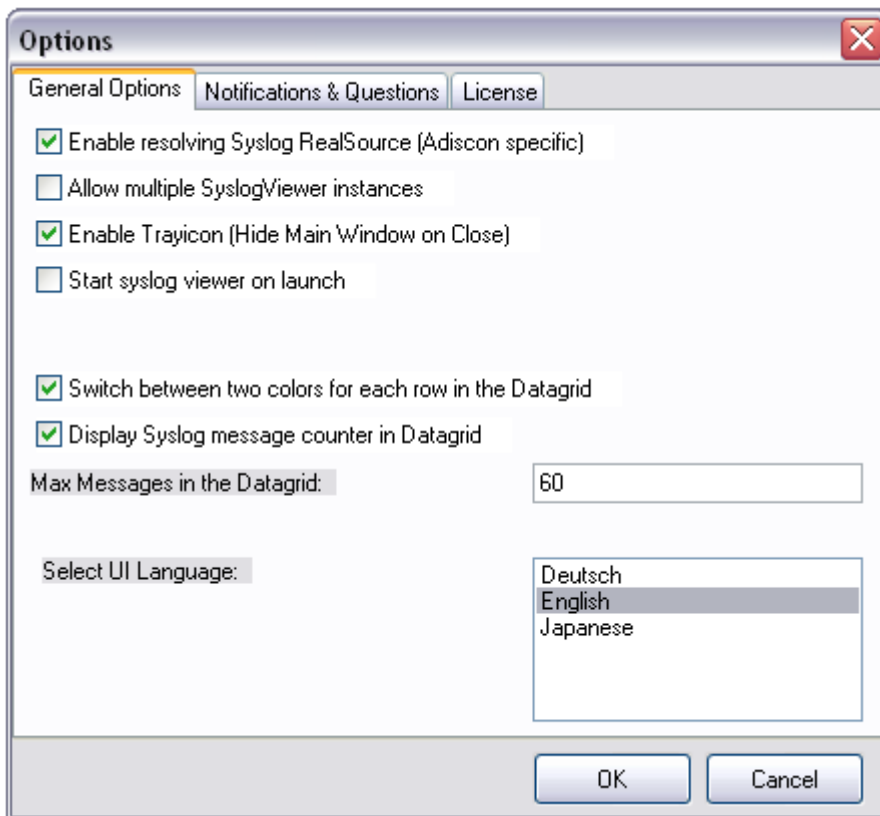 Options
General Options Notifications & Questions License
Enable resolving Syslog RealSource (Adiscon specific)
Allow multiple SyslogViewer instances
Enable Trayicon (Hide Main Window on Close)
Start syslog viewer on launch
Switch between two colors for each row in the Datagrid
Display Syslog message counter in Datagrid
Max Messages in the Datagrid: 60
Select UI Language:
Deutsch
English
Japanese
OK Cancel